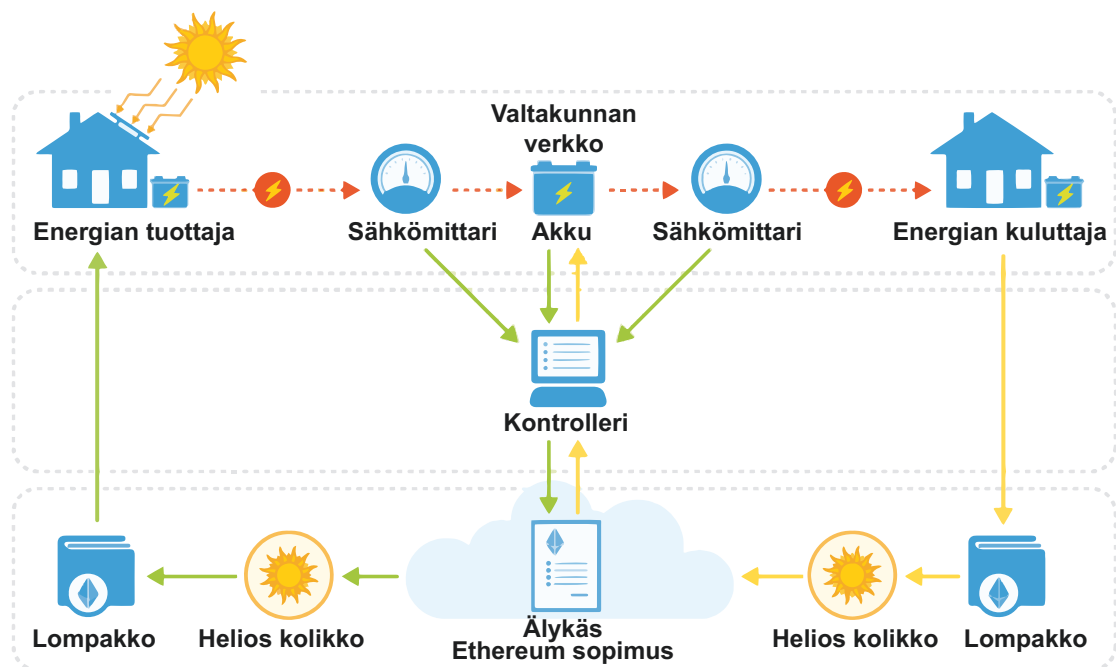 Valtakunnan
verkko
Energian tuottaja
Sähkömittari
Akku
Sähkömittari
Energian kuluttaja
Kontrolleri
Lompakko
Helios kolikko
Älykäs
Ethereum sopimus
Helios kolikko
Lompakko